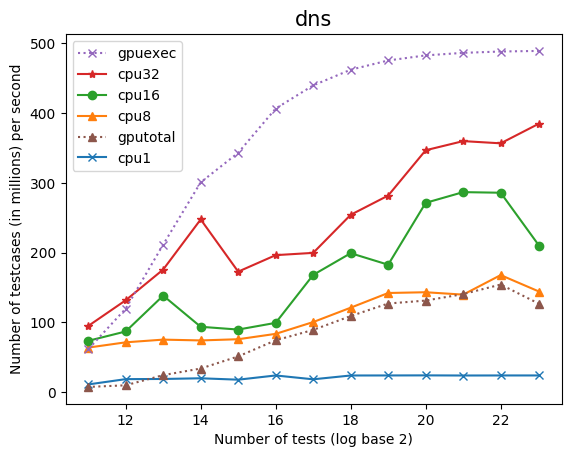 dns
gpuexec
cpu32
cpu16
cpu8
gputotal
cpu1
Number of testcases (in millions) per second
500
400
300
200
100
0
12
14
16
18
20
22
Number of tests (log base 2)